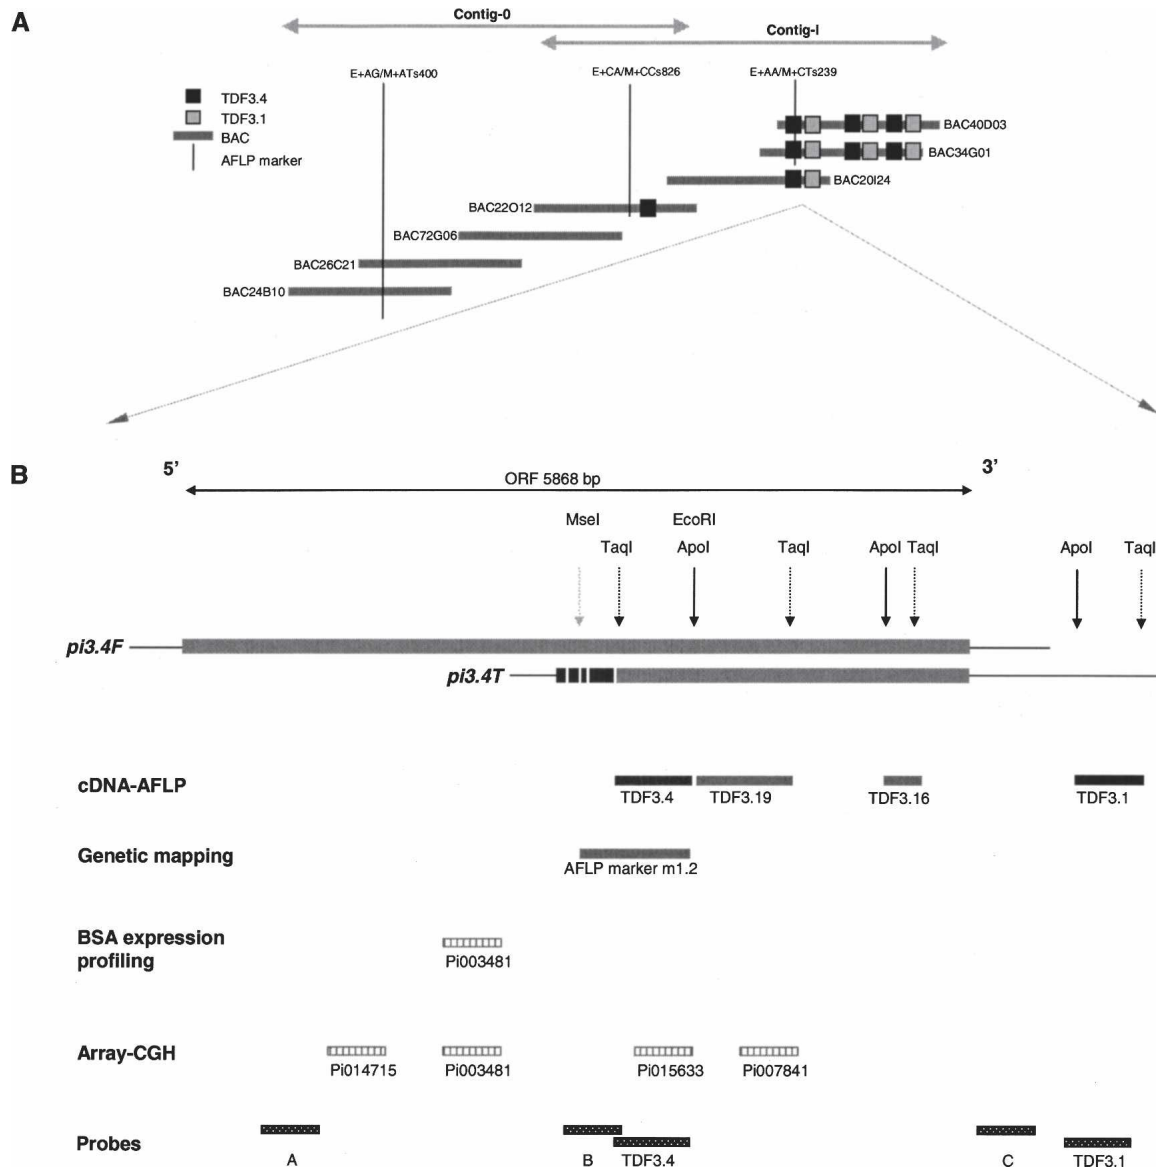 A
Contig-0
Contig-I
E+AG/M+ATs400
E+CA/M+CCs826
E+AA/M+CTs239
TDF3.4
TDF3.1
BAC
AFLP marker
BAC40D03
BAC34G01
BAC20I24
BAC22O12
BAC72G06
BAC26C21
BAC24B10
B
5’
3’
ORF 5868 bp
MseI
EcoRI
TaqI
ApoI
TaqI
ApoI
TaqI
ApoI
TaqI
pi3.4F
pi3.4T
cDNA-AFLP
TDF3.4
TDF3.19
TDF3.16
TDF3.1
Genetic mapping
AFLP marker m1.2
BSA expression
profiling
Pi003481
Array-CGH
Pi014715
Pi003481
Pi015633
Pi007841
Probes
A
B
TDF3.4
C
TDF3.1